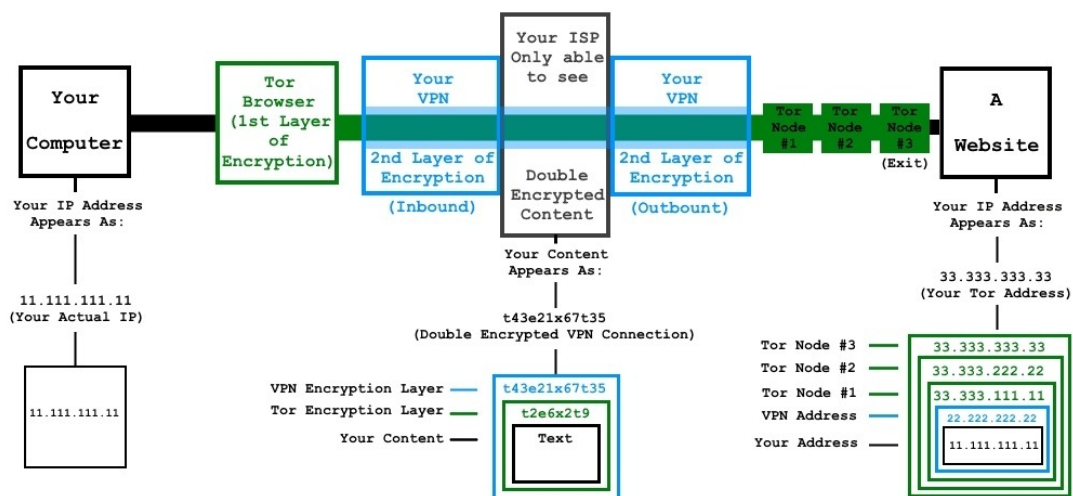 Your
Computer
Tor
Browser
(1st Layer
of
Encryption)
Your
VPN
2nd Layer of
Encryption
(Inbound)
Your ISP
Only able
to see
Double
Encrypted
Content
Your
VPN
2nd Layer of
Encryption
(Outbount)
Tor
Node
#1
Tor
Node
#2
Tor
Node
#3
(Exit)
A
Website
Your IP Address
Appears As:
11.111.111.11
(Your Actual IP)
11.111.111.11
Your Content
Appears As:
t43e21x67t35
(Double Encrypted VPN Connection)
VPN Encryption Layer
t43e21x67t35
Tor Encryption Layer
t2e6x2t9
Your Content
Text
Your IP Address
Appears As:
33.333.333.33
(Your Tor Address)
Tor Node #3
33.333.333.33
Tor Node #2
33.333.222.22
Tor Node #1
33.333.111.11
VPN Address
22.222.222.22
Your Address
11.111.111.11